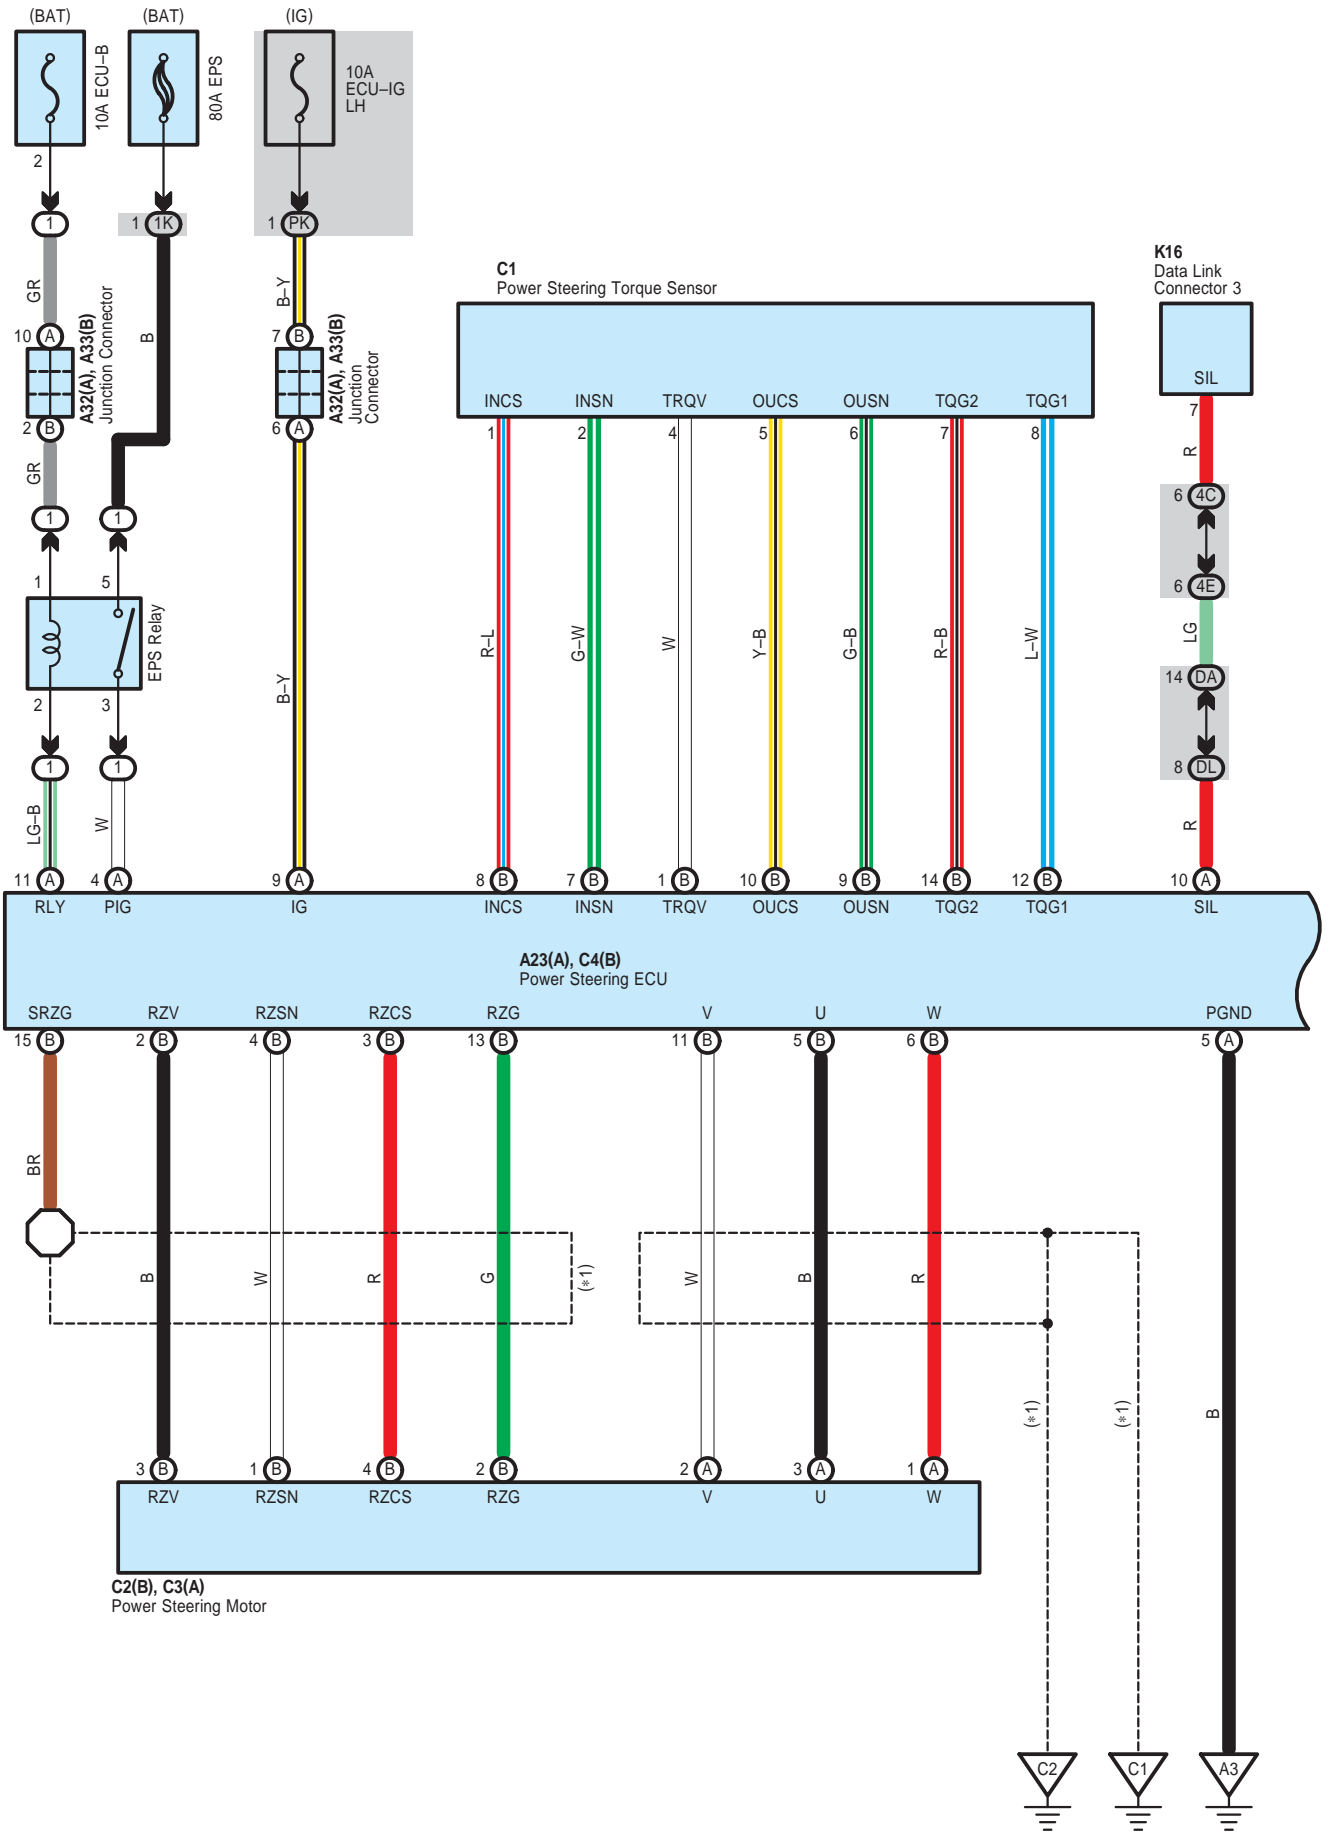 (BAT) (BAT) (IG)
10A ECU–B
80A EPS
10A
ECU–IG
LH
2
1 1 1K 1 PK
GR B B–Y
C1
Power Steering Torque Sensor
K16
Data Link
Connector 3
10 A
A32(A), A33(B)
Junction Connector
2 B
7 B
A32(A), A33(B)
Junction
Connector
6 A
SIL
INCS INSN TRQV OUCS OUSN TQG2 TQG1
1 2 4 5 6 7 8
7
R
GR
6 4C
1 1
1 5
6 4E
EPS Relay
R–L G–W W Y–B G–B R–B L–W
LG
B–Y
14 DA
2 3
1 1
8 DL
LG–B W
R
11 A 4 A 9 A 8 B 7 B 1 B 10 B 9 B 14 B 12 B 10 A
RLY PIG IG INCS INSN TRQV OUCS OUSN TQG2 TQG1 SIL
A23(A), C4(B)
Power Steering ECU
SRZG RZV RZSN RZCS RZG V U W PGND
15 B 2 B 4 B 3 B 13 B 11 B 5 B 6 B 5 A
BR
B W R G (*1) W B R
(*1) (*1) B
3 B 1 B 4 B 2 B 2 A 3 A 1 A
RZV RZSN RZCS RZG V U W
C2(B), C3(A)
Power Steering Motor
C2 C1 A3